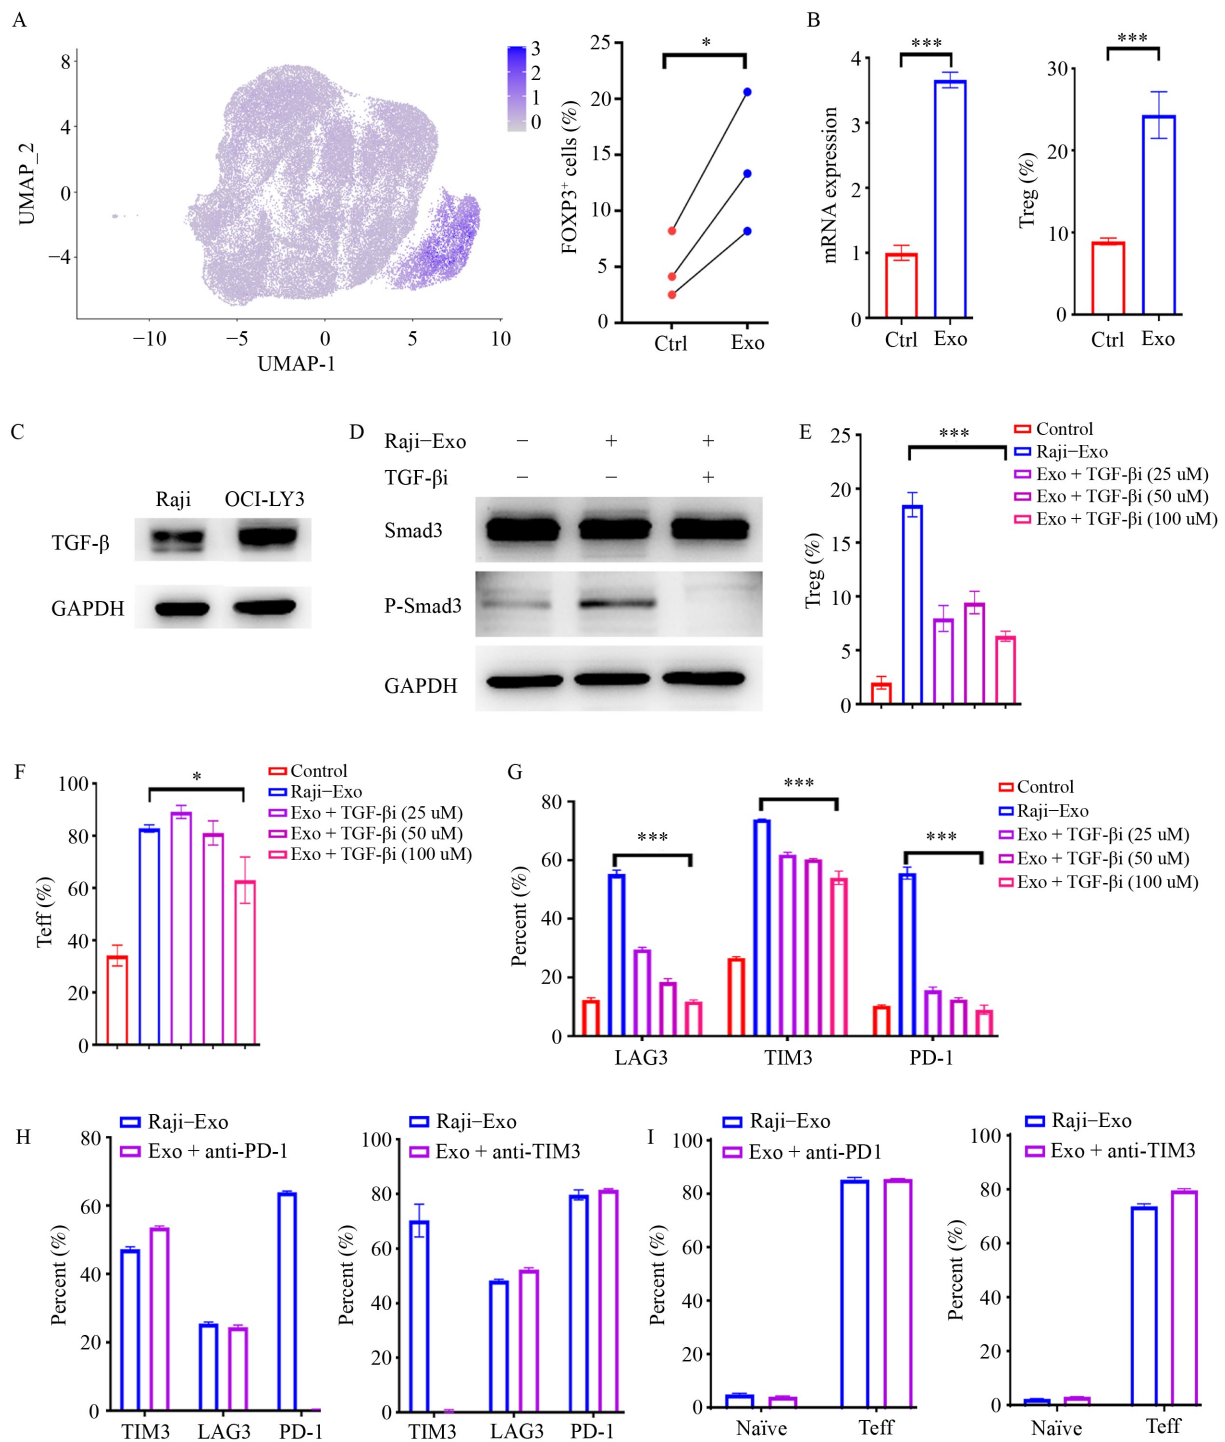 A
UMAP_2
8
4
0
−4
−10
−5
0
5
10
UMAP-1
3
2
1
0
FOXP3⁺ cells (%)
25
20
15
10
5
0
*
Ctrl
Exo
B
mRNA expression
4
3
2
1
0
***
Ctrl
Exo
Treg (%)
30
20
10
0
***
Ctrl
Exo
C
Raji
OCI-LY3
TGF-β
GAPDH
D
Raji−Exo
−
+
+
TGF-βi
−
−
+
Smad3
P-Smad3
GAPDH
E
Treg (%)
25
20
15
10
5
0
***
Control
Raji−Exo
Exo + TGF-βi (25 uM)
Exo + TGF-βi (50 uM)
Exo + TGF-βi (100 uM)
F
Teff (%)
100
80
60
40
20
0
*
Control
Raji−Exo
Exo + TGF-βi (25 uM)
Exo + TGF-βi (50 uM)
Exo + TGF-βi (100 uM)
G
Percent (%)
80
60
40
20
0
***
***
***
LAG3
TIM3
PD-1
Control
Raji−Exo
Exo + TGF-βi (25 uM)
Exo + TGF-βi (50 uM)
Exo + TGF-βi (100 uM)
H
Raji−Exo
Exo + anti-PD-1
Percent (%)
80
60
40
20
0
TIM3
LAG3
PD-1
Raji−Exo
Exo + anti-TIM3
Percent (%)
100
80
60
40
20
0
TIM3
LAG3
PD-1
I
Raji−Exo
Exo + anti-PD1
Percent (%)
100
80
60
40
20
0
Naïve
Teff
Raji−Exo
Exo + anti-TIM3
Percent (%)
100
80
60
40
20
0
Naïve
Teff